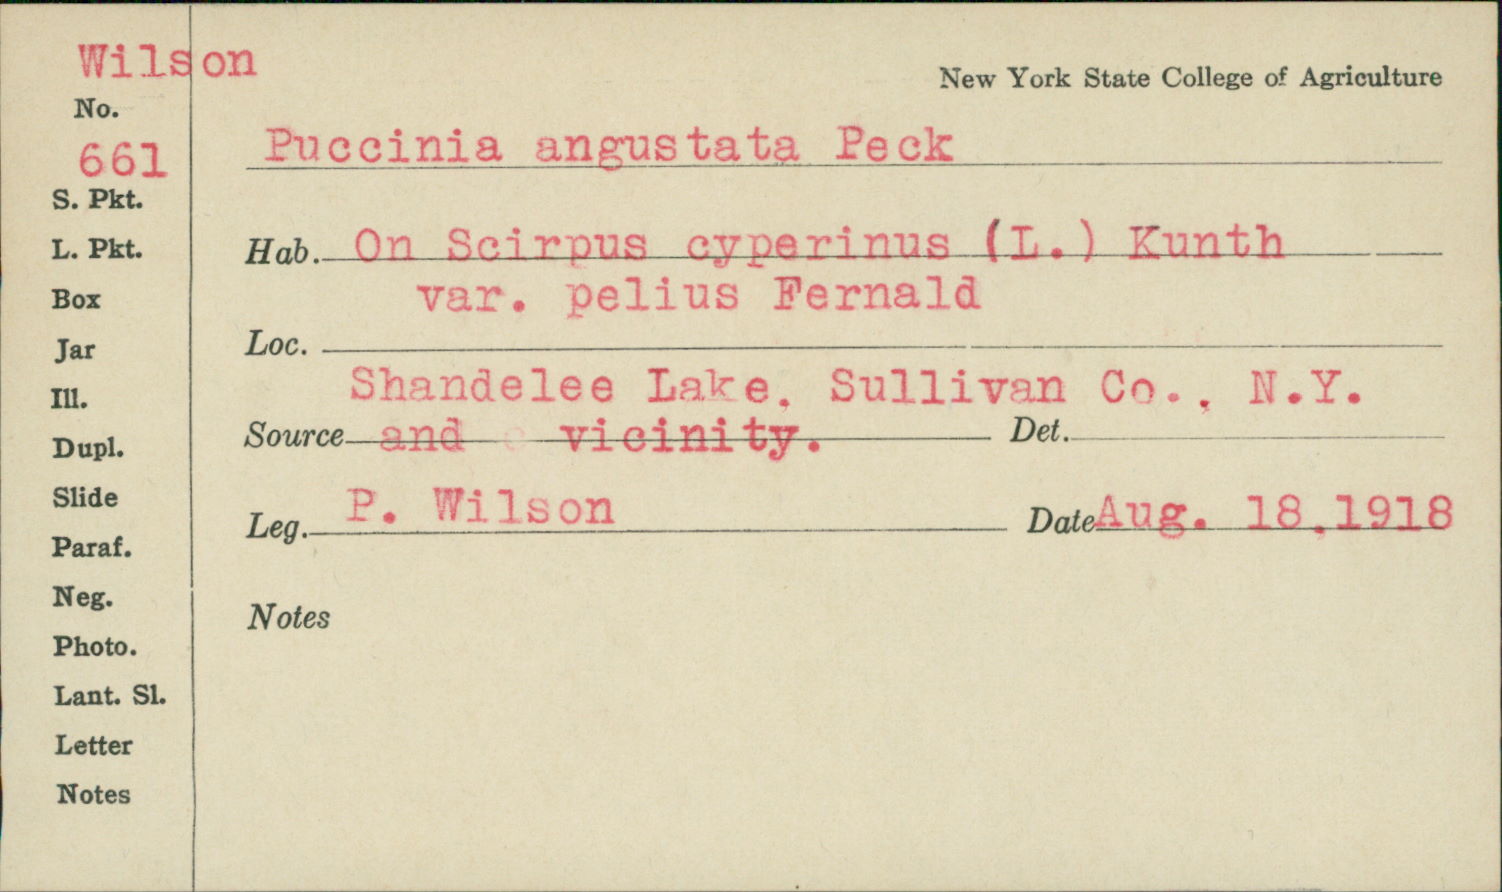 Wilson
New York State College of Agriculture
No.
661
Puccinia angustata Peck
S. Pkt.
L. Pkt.
Hab. On Scirpus cyperinus (L.) Kunth
var. pelius Fernald
Box
Jar
Loc.
Shandelee Lake, Sullivan Co., N.Y.
Ill.
Dupl.
Source and vicinity. Det.
Slide
Leg. P. Wilson Date Aug. 18,1918
Paraf.
Neg.
Notes
Photo.
Lant. Sl.
Letter
Notes